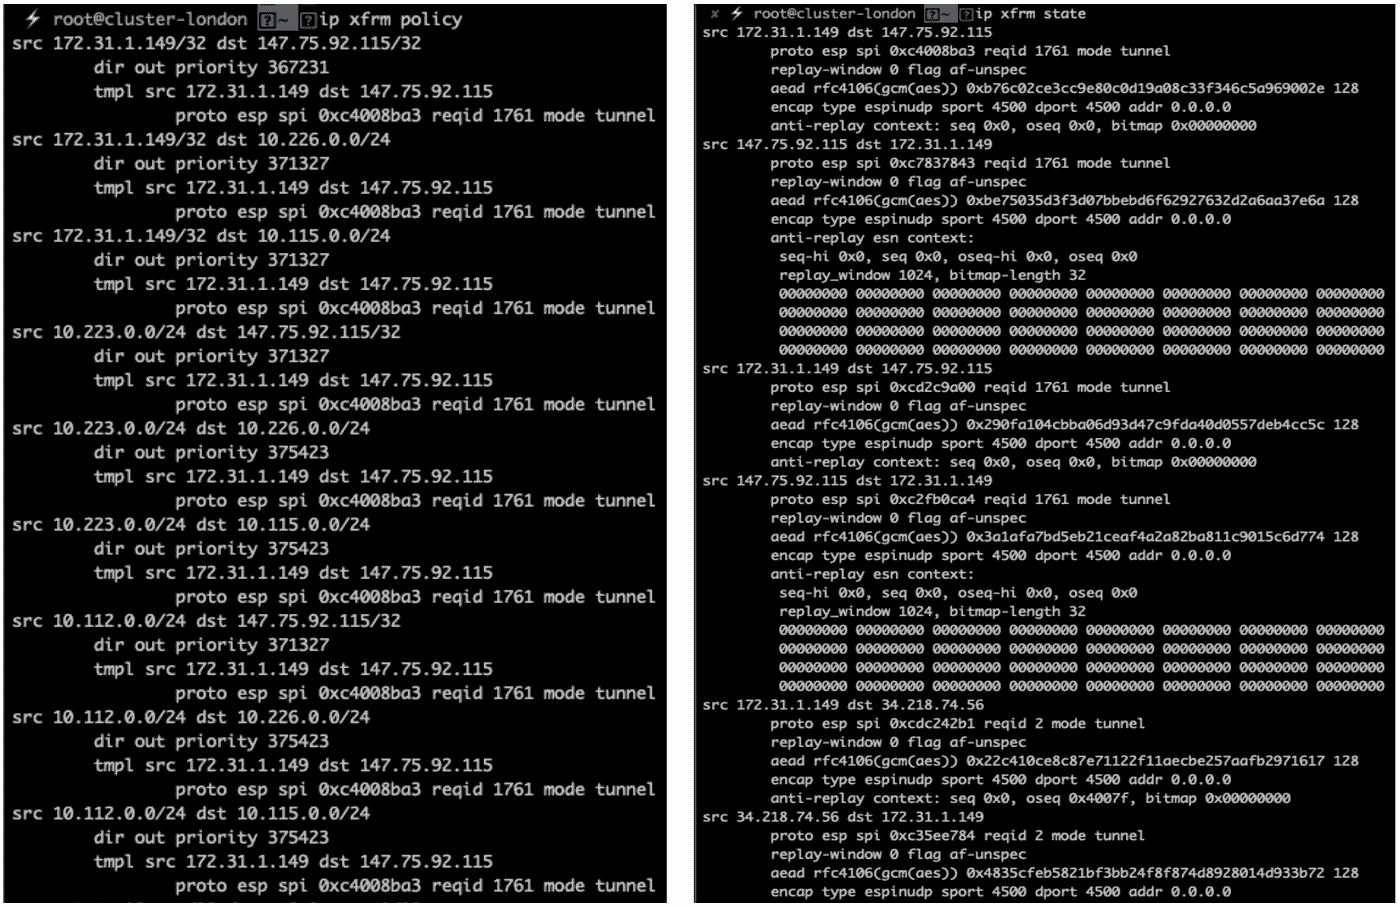 ⚡ root@cluster-london ?~ ?ip xfrm policy
src 172.31.1.149/32 dst 147.75.92.115/32
dir out priority 367231
tmpl src 172.31.1.149 dst 147.75.92.115
proto esp spi 0xc4008ba3 reqid 1761 mode tunnel
src 172.31.1.149/32 dst 10.226.0.0/24
dir out priority 371327
tmpl src 172.31.1.149 dst 147.75.92.115
proto esp spi 0xc4008ba3 reqid 1761 mode tunnel
src 172.31.1.149/32 dst 10.115.0.0/24
dir out priority 371327
tmpl src 172.31.1.149 dst 147.75.92.115
proto esp spi 0xc4008ba3 reqid 1761 mode tunnel
src 10.223.0.0/24 dst 147.75.92.115/32
dir out priority 371327
tmpl src 172.31.1.149 dst 147.75.92.115
proto esp spi 0xc4008ba3 reqid 1761 mode tunnel
src 10.223.0.0/24 dst 10.226.0.0/24
dir out priority 375423
tmpl src 172.31.1.149 dst 147.75.92.115
proto esp spi 0xc4008ba3 reqid 1761 mode tunnel
src 10.223.0.0/24 dst 10.115.0.0/24
dir out priority 375423
tmpl src 172.31.1.149 dst 147.75.92.115
proto esp spi 0xc4008ba3 reqid 1761 mode tunnel
src 10.112.0.0/24 dst 147.75.92.115/32
dir out priority 371327
tmpl src 172.31.1.149 dst 147.75.92.115
proto esp spi 0xc4008ba3 reqid 1761 mode tunnel
src 10.112.0.0/24 dst 10.226.0.0/24
dir out priority 375423
tmpl src 172.31.1.149 dst 147.75.92.115
proto esp spi 0xc4008ba3 reqid 1761 mode tunnel
src 10.112.0.0/24 dst 10.115.0.0/24
dir out priority 375423
tmpl src 172.31.1.149 dst 147.75.92.115
proto esp spi 0xc4008ba3 reqid 1761 mode tunnel
✘ ⚡ root@cluster-london ?~ ?ip xfrm state
src 172.31.1.149 dst 147.75.92.115
proto esp spi 0xc4008ba3 reqid 1761 mode tunnel
replay-window 0 flag af-unspec
aead rfc4106(gcm(aes)) 0xb76c02ce3cc9e80c0d19a08c33f346c5a969002e 128
encap type espinudp sport 4500 dport 4500 addr 0.0.0.0
anti-replay context: seq 0x0, oseq 0x0, bitmap 0x00000000
src 147.75.92.115 dst 172.31.1.149
proto esp spi 0xc7837843 reqid 1761 mode tunnel
replay-window 0 flag af-unspec
aead rfc4106(gcm(aes)) 0xbe75035d3f3d07bbebd6f62927632d2a6aa37e6a 128
encap type espinudp sport 4500 dport 4500 addr 0.0.0.0
anti-replay esn context:
seq-hi 0x0, seq 0x0, oseq-hi 0x0, oseq 0x0
replay_window 1024, bitmap-length 32
00000000 00000000 00000000 00000000 00000000 00000000 00000000 00000000
00000000 00000000 00000000 00000000 00000000 00000000 00000000 00000000
00000000 00000000 00000000 00000000 00000000 00000000 00000000 00000000
00000000 00000000 00000000 00000000 00000000 00000000 00000000 00000000
src 172.31.1.149 dst 147.75.92.115
proto esp spi 0xcd2c9a00 reqid 1761 mode tunnel
replay-window 0 flag af-unspec
aead rfc4106(gcm(aes)) 0x290fa104cbba06d93d47c9fda40d0557deb4cc5c 128
encap type espinudp sport 4500 dport 4500 addr 0.0.0.0
anti-replay context: seq 0x0, oseq 0x0, bitmap 0x00000000
src 147.75.92.115 dst 172.31.1.149
proto esp spi 0xc2fb0ca4 reqid 1761 mode tunnel
replay-window 0 flag af-unspec
aead rfc4106(gcm(aes)) 0x3a1afa7bd5eb21ceaf4a2a82ba811c9015c6d774 128
encap type espinudp sport 4500 dport 4500 addr 0.0.0.0
anti-replay esn context:
seq-hi 0x0, seq 0x0, oseq-hi 0x0, oseq 0x0
replay_window 1024, bitmap-length 32
00000000 00000000 00000000 00000000 00000000 00000000 00000000 00000000
00000000 00000000 00000000 00000000 00000000 00000000 00000000 00000000
00000000 00000000 00000000 00000000 00000000 00000000 00000000 00000000
00000000 00000000 00000000 00000000 00000000 00000000 00000000 00000000
src 172.31.1.149 dst 34.218.74.56
proto esp spi 0xcdc242b1 reqid 2 mode tunnel
replay-window 0 flag af-unspec
aead rfc4106(gcm(aes)) 0x22c410ce8c87e71122f11aecbe257aafb2971617 128
encap type espinudp sport 4500 dport 4500 addr 0.0.0.0
anti-replay context: seq 0x0, oseq 0x4007f, bitmap 0x00000000
src 34.218.74.56 dst 172.31.1.149
proto esp spi 0xc35ee784 reqid 2 mode tunnel
replay-window 0 flag af-unspec
aead rfc4106(gcm(aes)) 0x4835cfeb5821bf3bb24f8f874d8928014d933b72 128
encap type espinudp sport 4500 dport 4500 addr 0.0.0.0